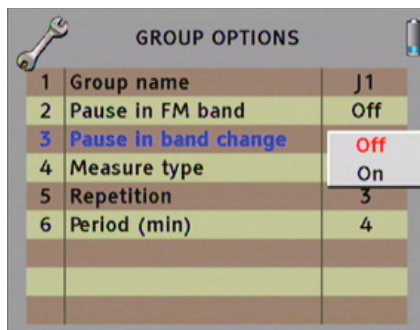 GROUP OPTIONS
1 Group name J1
2 Pause in FM band Off
3 Pause in band change Off
On
4 Measure type
5 Repetition 3
6 Period (min) 4